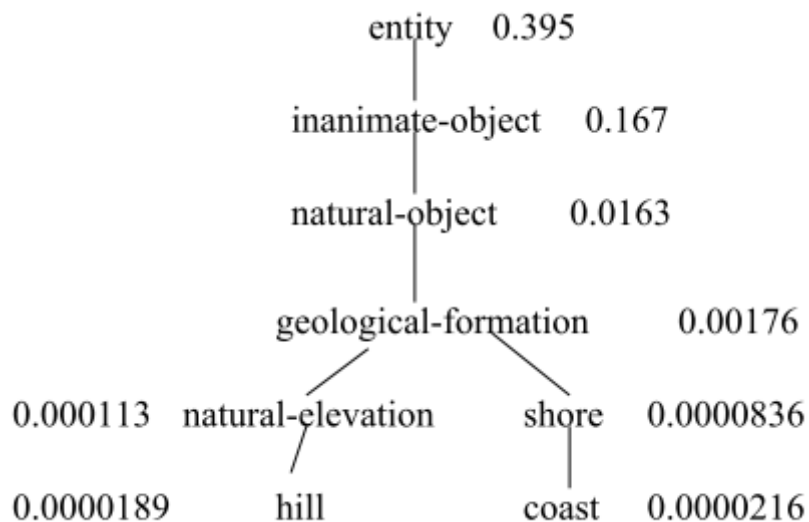 entity 0.395
inanimate-object 0.167
natural-object 0.0163
geological-formation 0.00176
0.000113 natural-elevation shore 0.0000836
0.0000189 hill coast 0.0000216